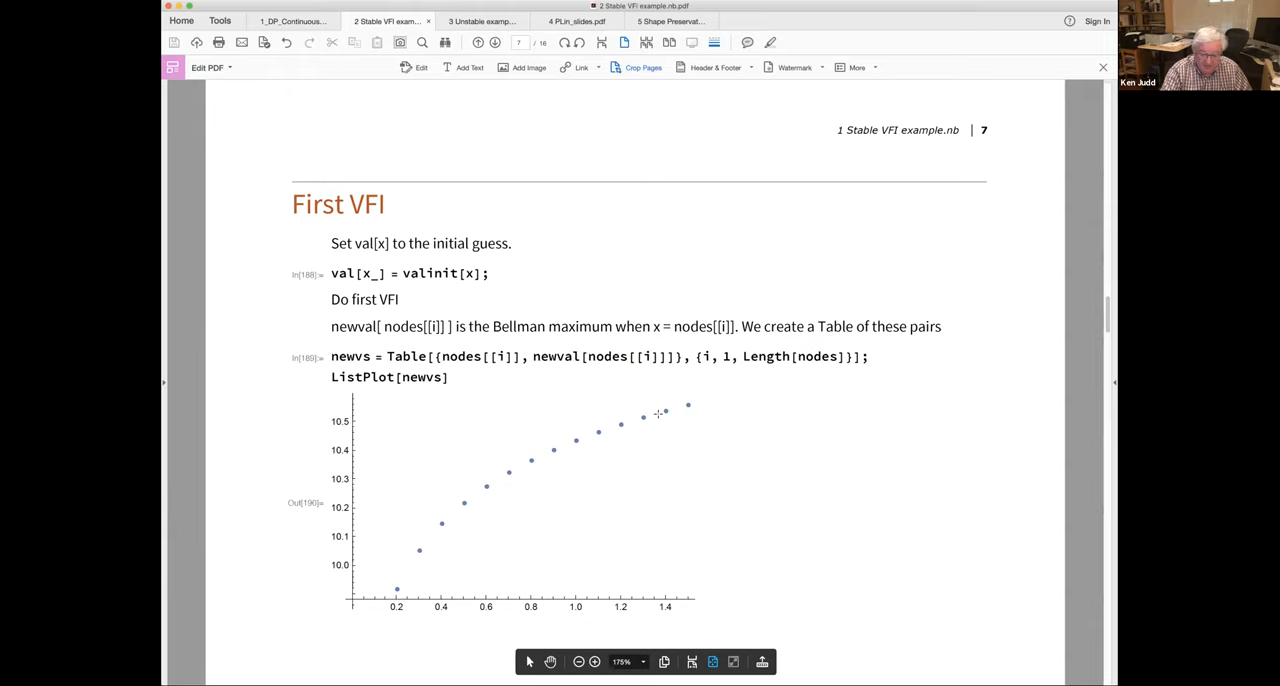 2 Stable VFI example.nb.pdf
Home
Tools
1_DP_Continuous...
2 Stable VFI exam... ×
3 Unstable examp...
4 PLin_slides.pdf
5 Shape Preservat...
Sign In
7 / 16
Edit PDF
Edit
Add Text
Add Image
Link
Crop Pages
Header & Footer
Watermark
More
Ken Judd
1 Stable VFI example.nb | 7
First VFI
Set val[x] to the initial guess.
In[188]:= val[x_] = valinit[x];
Do first VFI
newval[ nodes[[i]] ] is the Bellman maximum when x = nodes[[i]]. We create a Table of these pairs
In[189]:= newvs = Table[{nodes[[i]], newval[nodes[[i]]]}, {i, 1, Length[nodes]}];
ListPlot[newvs]
10.5
10.4
10.3
Out[190]=
10.2
10.1
10.0
0.2 0.4 0.6 0.8 1.0 1.2 1.4
175%